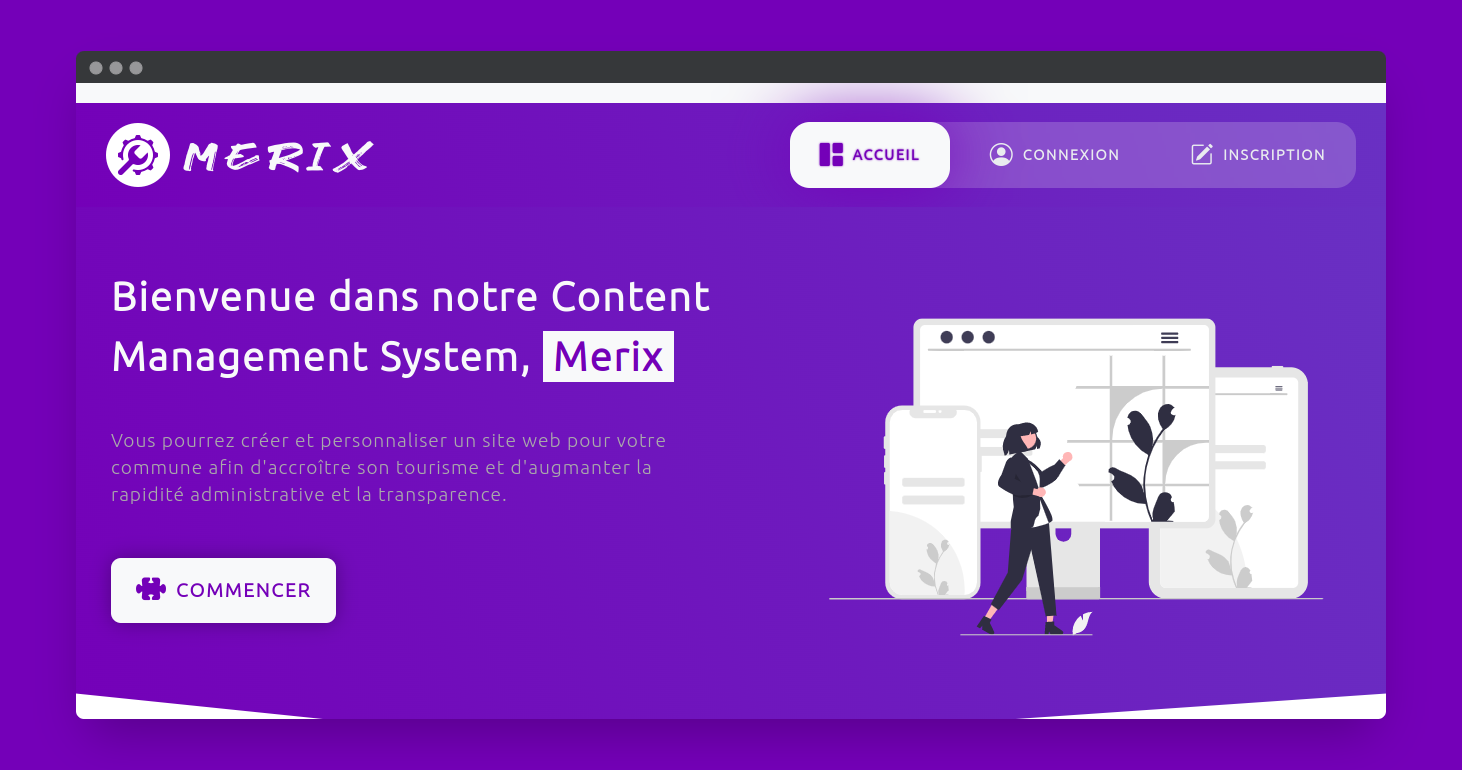 MERIX
ACCUEIL
CONNEXION
INSCRIPTION
Bienvenue dans notre Content
Management System, Merix
Vous pourrez créer et personnaliser un site web pour votre
commune afin d'accroître son tourisme et d'augmanter la
rapidité administrative et la transparence.
COMMENCER